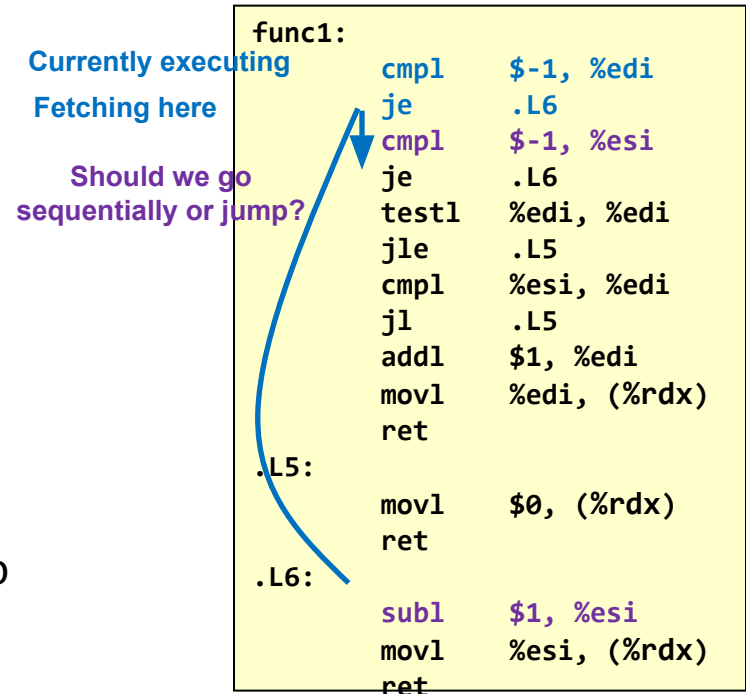 func1:
Currently executing
cmpl $-1, %edi
Fetching here
je .L6
cmpl $-1, %esi
Should we go
sequentially or jump?
je .L6
testl %edi, %edi
jle .L5
cmpl %esi, %edi
jl .L5
addl $1, %edi
movl %edi, (%rdx)
ret
.L5:
movl $0, (%rdx)
ret
.L6:
subl $1, %esi
movl %esi, (%rdx)
ret